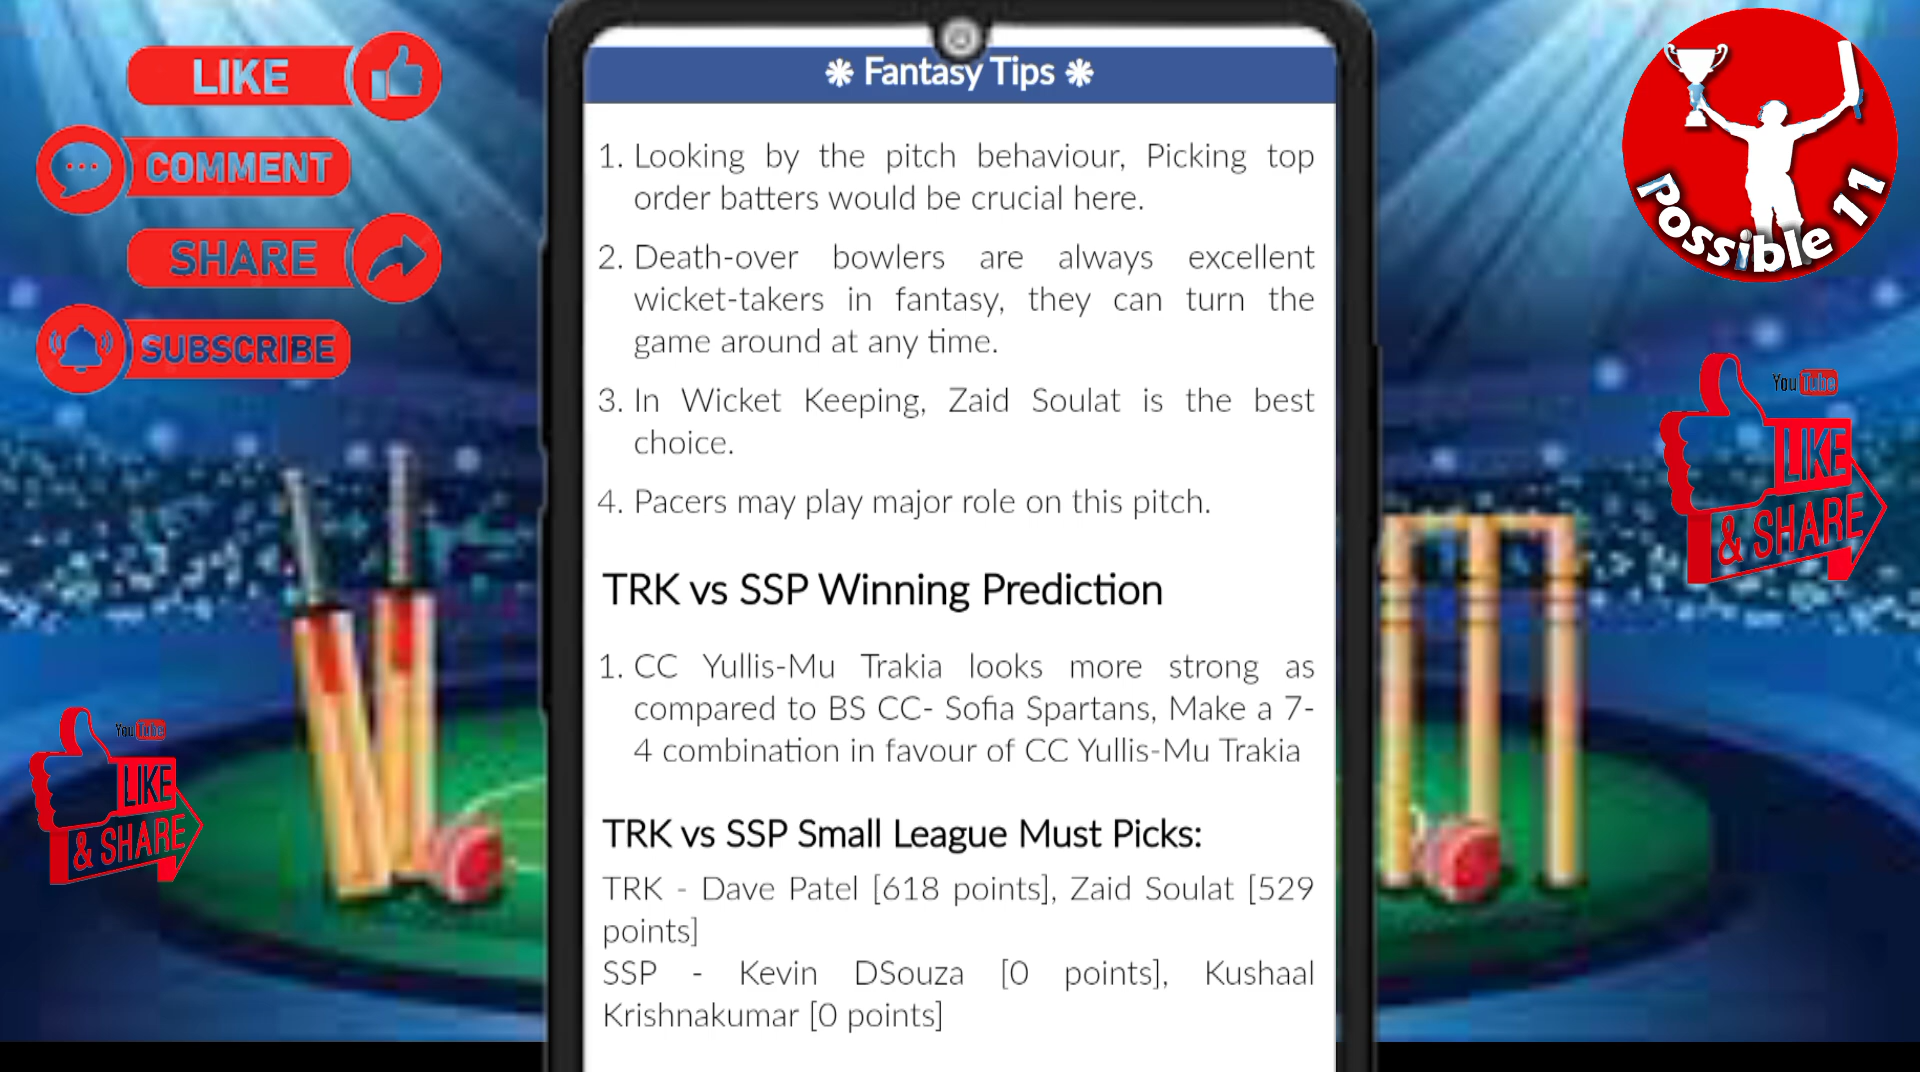 LIKE
COMMENT
SHARE
SUBSCRIBE
Fantasy Tips
1. Looking by the pitch behaviour, Picking top
order batters would be crucial here.
2. Death-over bowlers are always excellent
wicket-takers in fantasy, they can turn the
game around at any time.
3. In Wicket Keeping, Zaid Soulat is the best
choice.
4. Pacers may play major role on this pitch.
TRK vs SSP Winning Prediction
1. CC Yullis-Mu Trakia looks more strong as
compared to BS CC- Sofia Spartans, Make a 7-
4 combination in favour of CC Yullis-Mu Trakia
TRK vs SSP Small League Must Picks:
TRK - Dave Patel [618 points], Zaid Soulat [529
points]
SSP - Kevin DSouza [0 points], Kushaal
Krishnakumar [0 points]
Possible 11
YouTube
LIKE
& SHARE
YouTube
LIKE
& SHARE